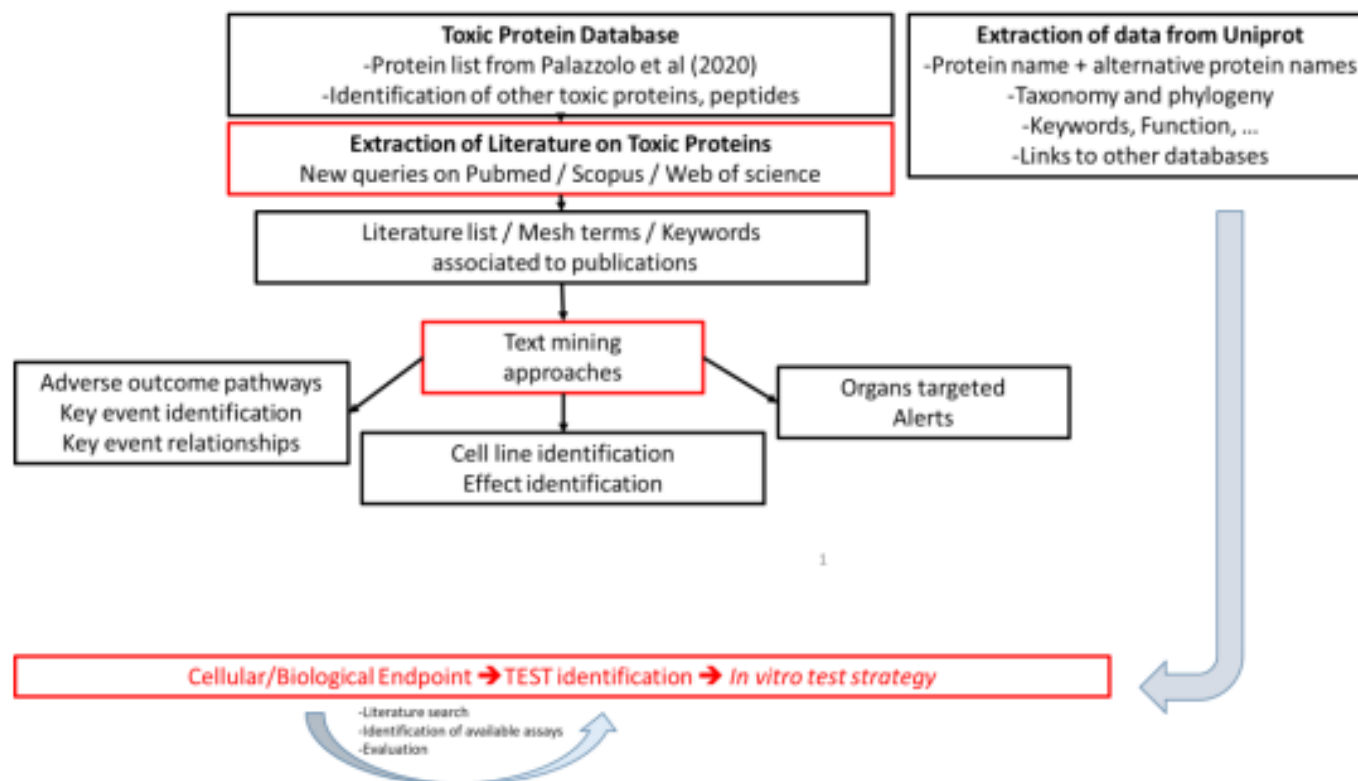 Toxic Protein Database
-Protein list from Palazzolo et al (2020)
-Identification of other toxic proteins, peptides
Extraction of data from Uniprot
-Protein name + alternative protein names
-Taxonomy and phylogeny
-Keywords, Function, ...
-Links to other databases
Extraction of Literature on Toxic Proteins
New queries on Pubmed / Scopus / Web of science
Literature list / Mesh terms / Keywords
associated to publications
Text mining
approaches
Adverse outcome pathways
Key event identification
Key event relationships
Cell line identification
Effect identification
Organs targeted
Alerts
1
Cellular/Biological Endpoint ➔ TEST identification ➔ In vitro test strategy
-Literature search
-Identification of available assays
-Evaluation